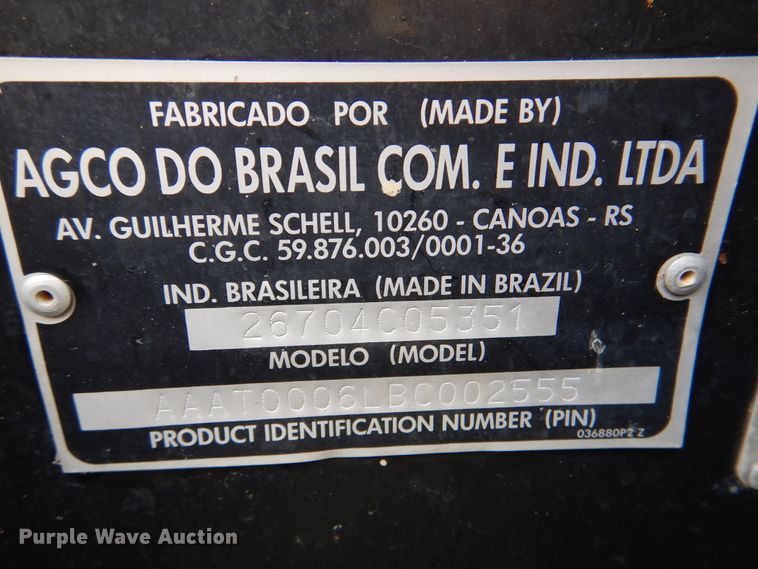 FABRICADO POR (MADE BY)
AGCO DO BRASIL COM. E IND. LTDA
AV. GUILHERME SCHELL, 10260 - CANOAS - RS
C.G.C. 59.876.003/0001-36
IND. BRASILEIRA (MADE IN BRAZIL)
26704C05351
MODELO (MODEL)
AAAT0006LBC002555
PRODUCT IDENTIFICATION NUMBER (PIN)
036880P2 Z
Purple Wave Auction